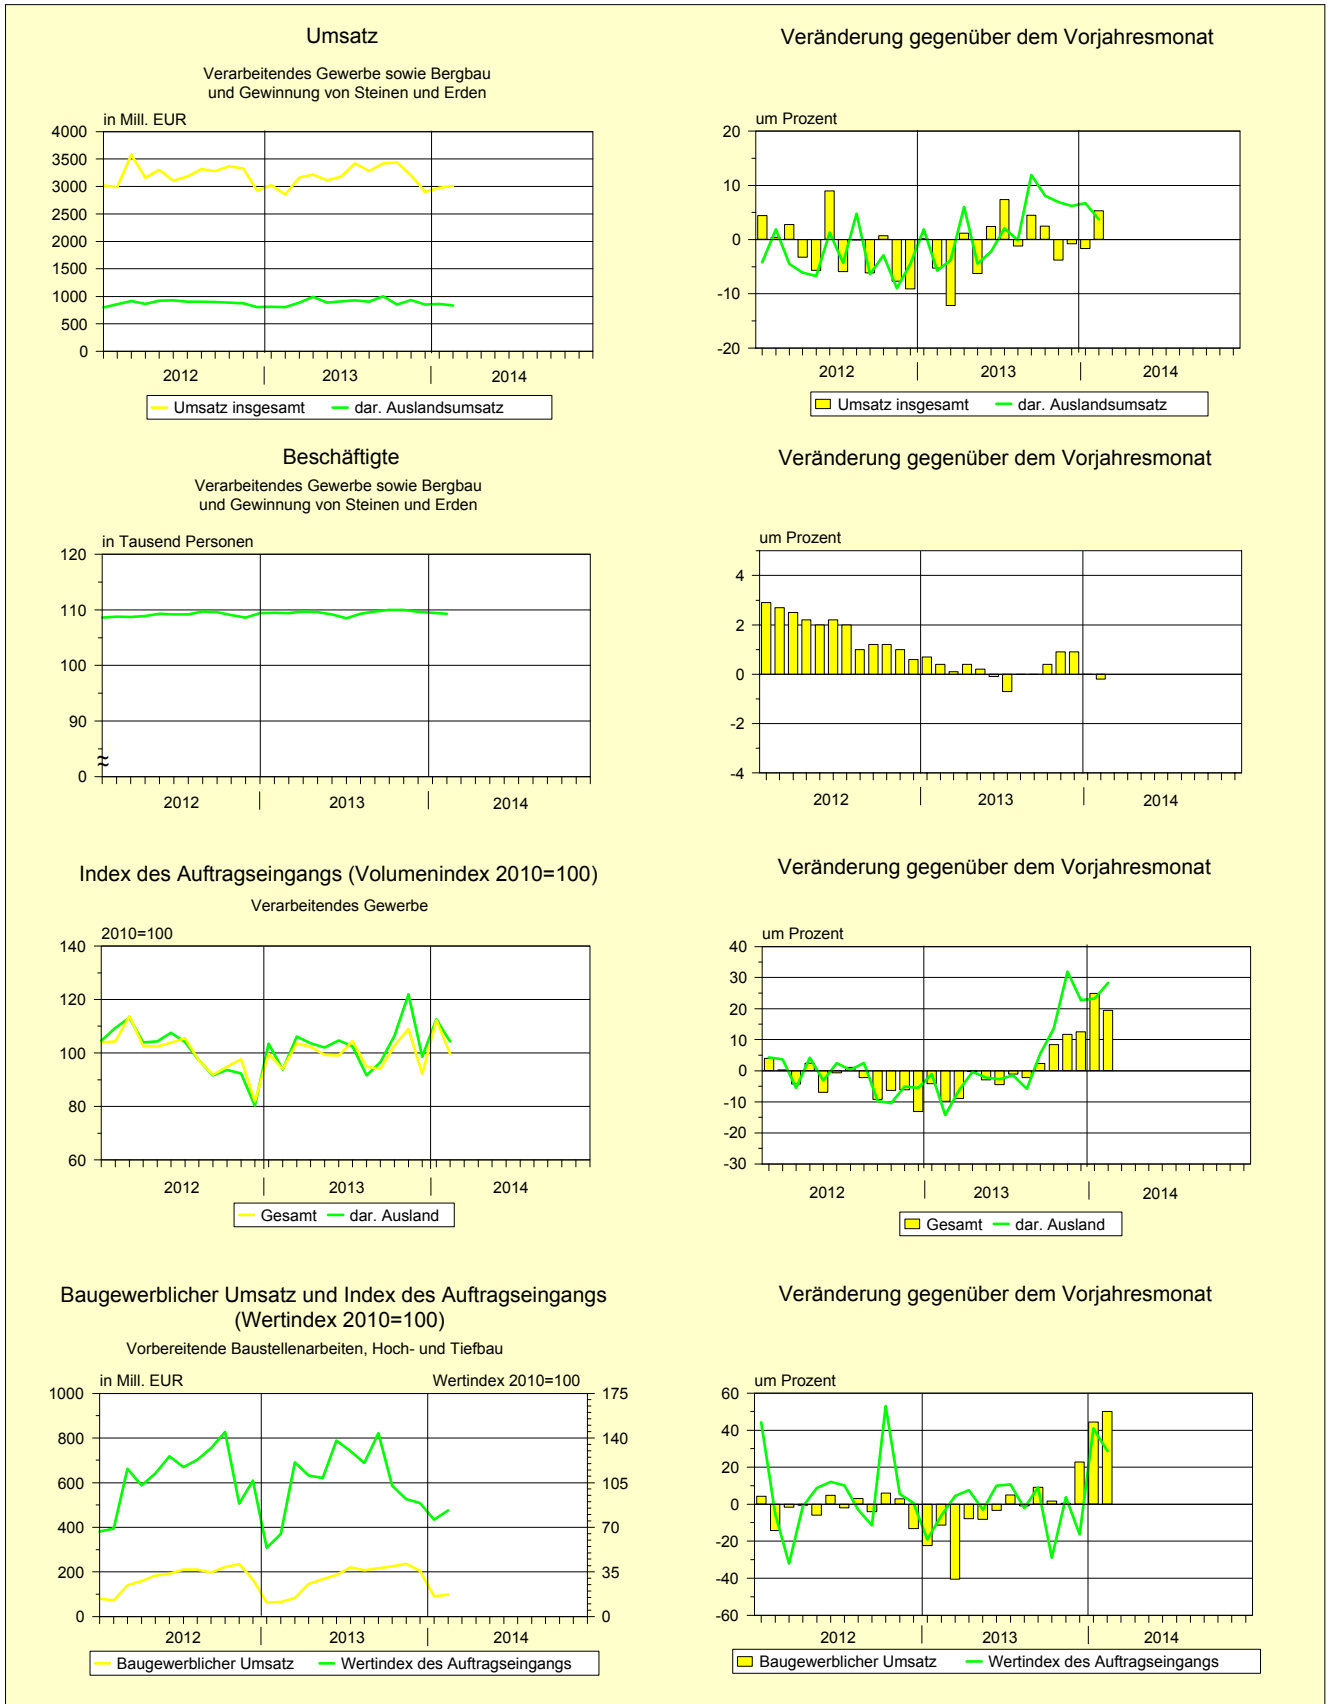 Umsatz
Verarbeitendes Gewerbe sowie Bergbau
und Gewinnung von Steinen und Erden
in Mill. EUR
4000
3500
3000
2500
2000
1500
1000
500
0
2012 2013 2014
Umsatz insgesamt dar. Auslandsumsatz
Veränderung gegenüber dem Vorjahresmonat
um Prozent
20
10
0
-10
-20
2012 2013 2014
Umsatz insgesamt dar. Auslandsumsatz
Beschäftigte
Verarbeitendes Gewerbe sowie Bergbau
und Gewinnung von Steinen und Erden
in Tausend Personen
120
110
100
90
0
2012 2013 2014
Veränderung gegenüber dem Vorjahresmonat
um Prozent
4
2
0
-2
-4
2012 2013 2014
Index des Auftragseingangs (Volumenindex 2010=100)
Verarbeitendes Gewerbe
2010=100
140
120
100
80
60
2012 2013 2014
Gesamt dar. Ausland
Veränderung gegenüber dem Vorjahresmonat
um Prozent
40
30
20
10
0
-10
-20
-30
2012 2013 2014
Gesamt dar. Ausland
Baugewerblicher Umsatz und Index des Auftragseingangs
(Wertindex 2010=100)
Vorbereitende Baustellenarbeiten, Hoch- und Tiefbau
in Mill. EUR Wertindex 2010=100
1000 175
800 140
600 105
400 70
200 35
0 0
2012 2013 2014
Baugewerblicher Umsatz Wertindex des Auftragseingangs
Veränderung gegenüber dem Vorjahresmonat
um Prozent
60
40
20
0
-20
-40
-60
2012 2013 2014
Baugewerblicher Umsatz Wertindex des Auftragseingangs